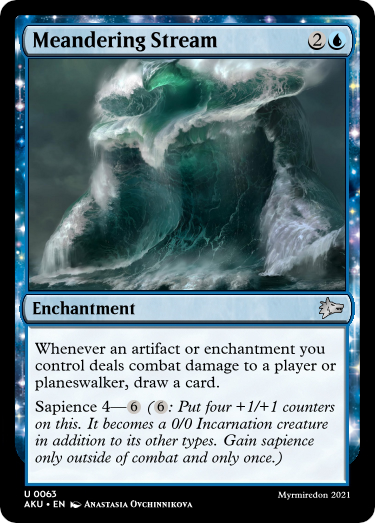 Meandering Stream 2
Enchantment
Whenever an artifact or enchantment you
control deals combat damage to a player or
planeswalker, draw a card.
Sapience 4—6 (6: Put four +1/+1 counters
on this. It becomes a 0/0 Incarnation creature
in addition to its other types. Gain sapience
only outside of combat and only once.)
U 0063
AKU • EN Anastasia Ovchinnikova
Myrmiredon 2021